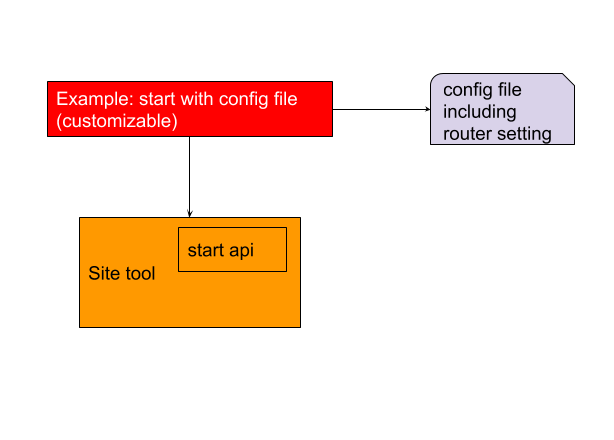 Example: start with config file
(customizable)
config file
including
router setting
start api
Site tool